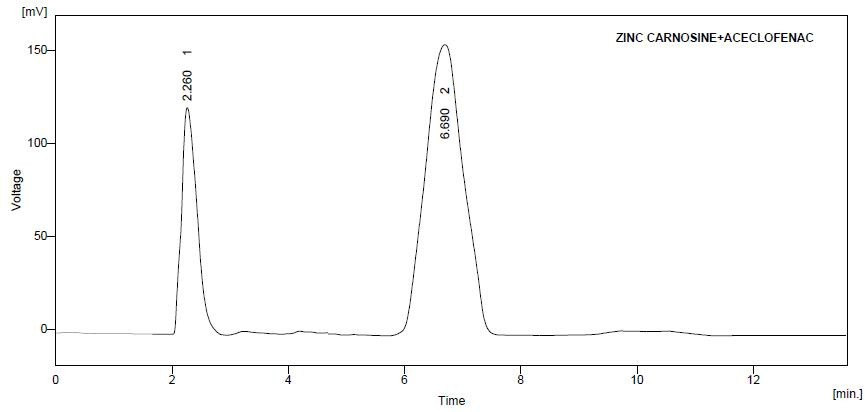 [mV]
ZINC CARNOSINE+ACECLOFENAC
150
100
50
0
Voltage
2.260 1
6.690 2
0 2 4 6 8 10 12
[min.]
Time